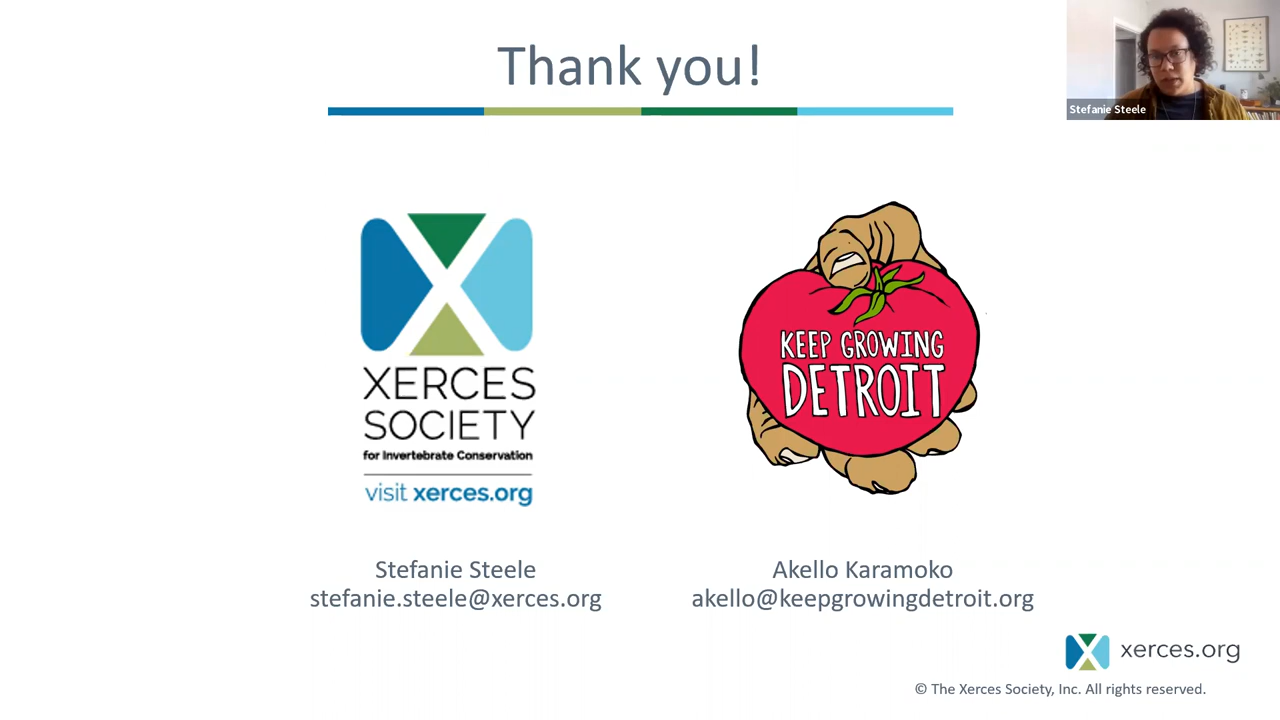 Thank you!
Stefanie Steele
XERCES
SOCIETY
for Invertebrate Conservation
visit xerces.org
KEEP GROWING
DETROIT
Stefanie Steele
stefanie.steele@xerces.org
Akello Karamoko
akello@keepgrowingdetroit.org
xerces.org
© The Xerces Society, Inc. All rights reserved.